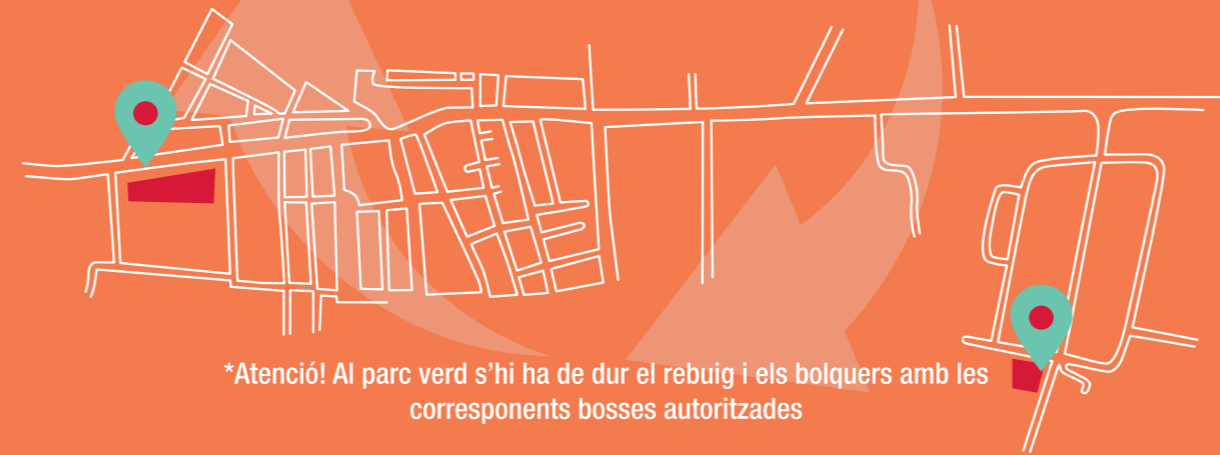 *Atenció! Al parc verd s’hi ha de dur el rebuig i els bolquers amb les
corresponents bosses autoritzades